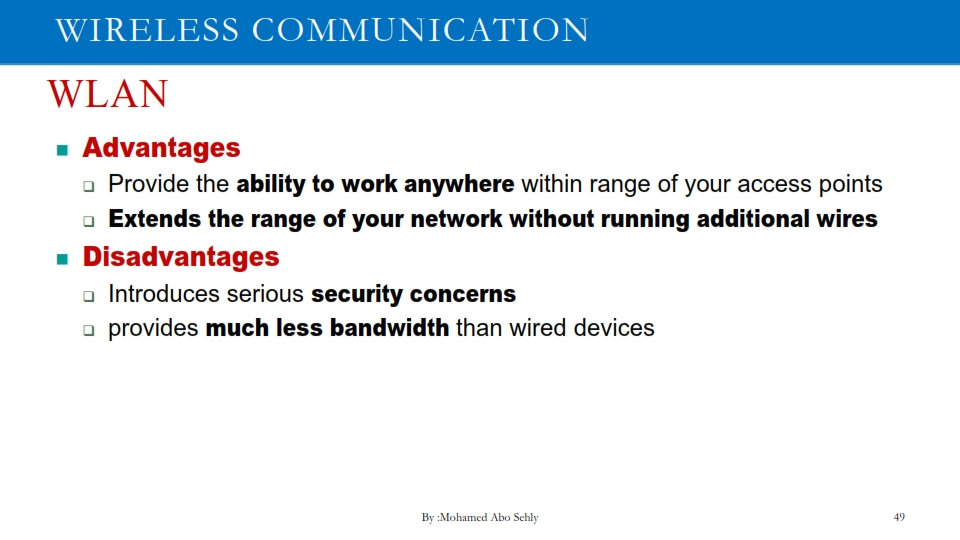 WIRELESS COMMUNICATION
WLAN
Advantages
Provide the ability to work anywhere within range of your access points
Extends the range of your network without running additional wires
Disadvantages
Introduces serious security concerns
provides much less bandwidth than wired devices
By :Mohamed Abo Sehly
49